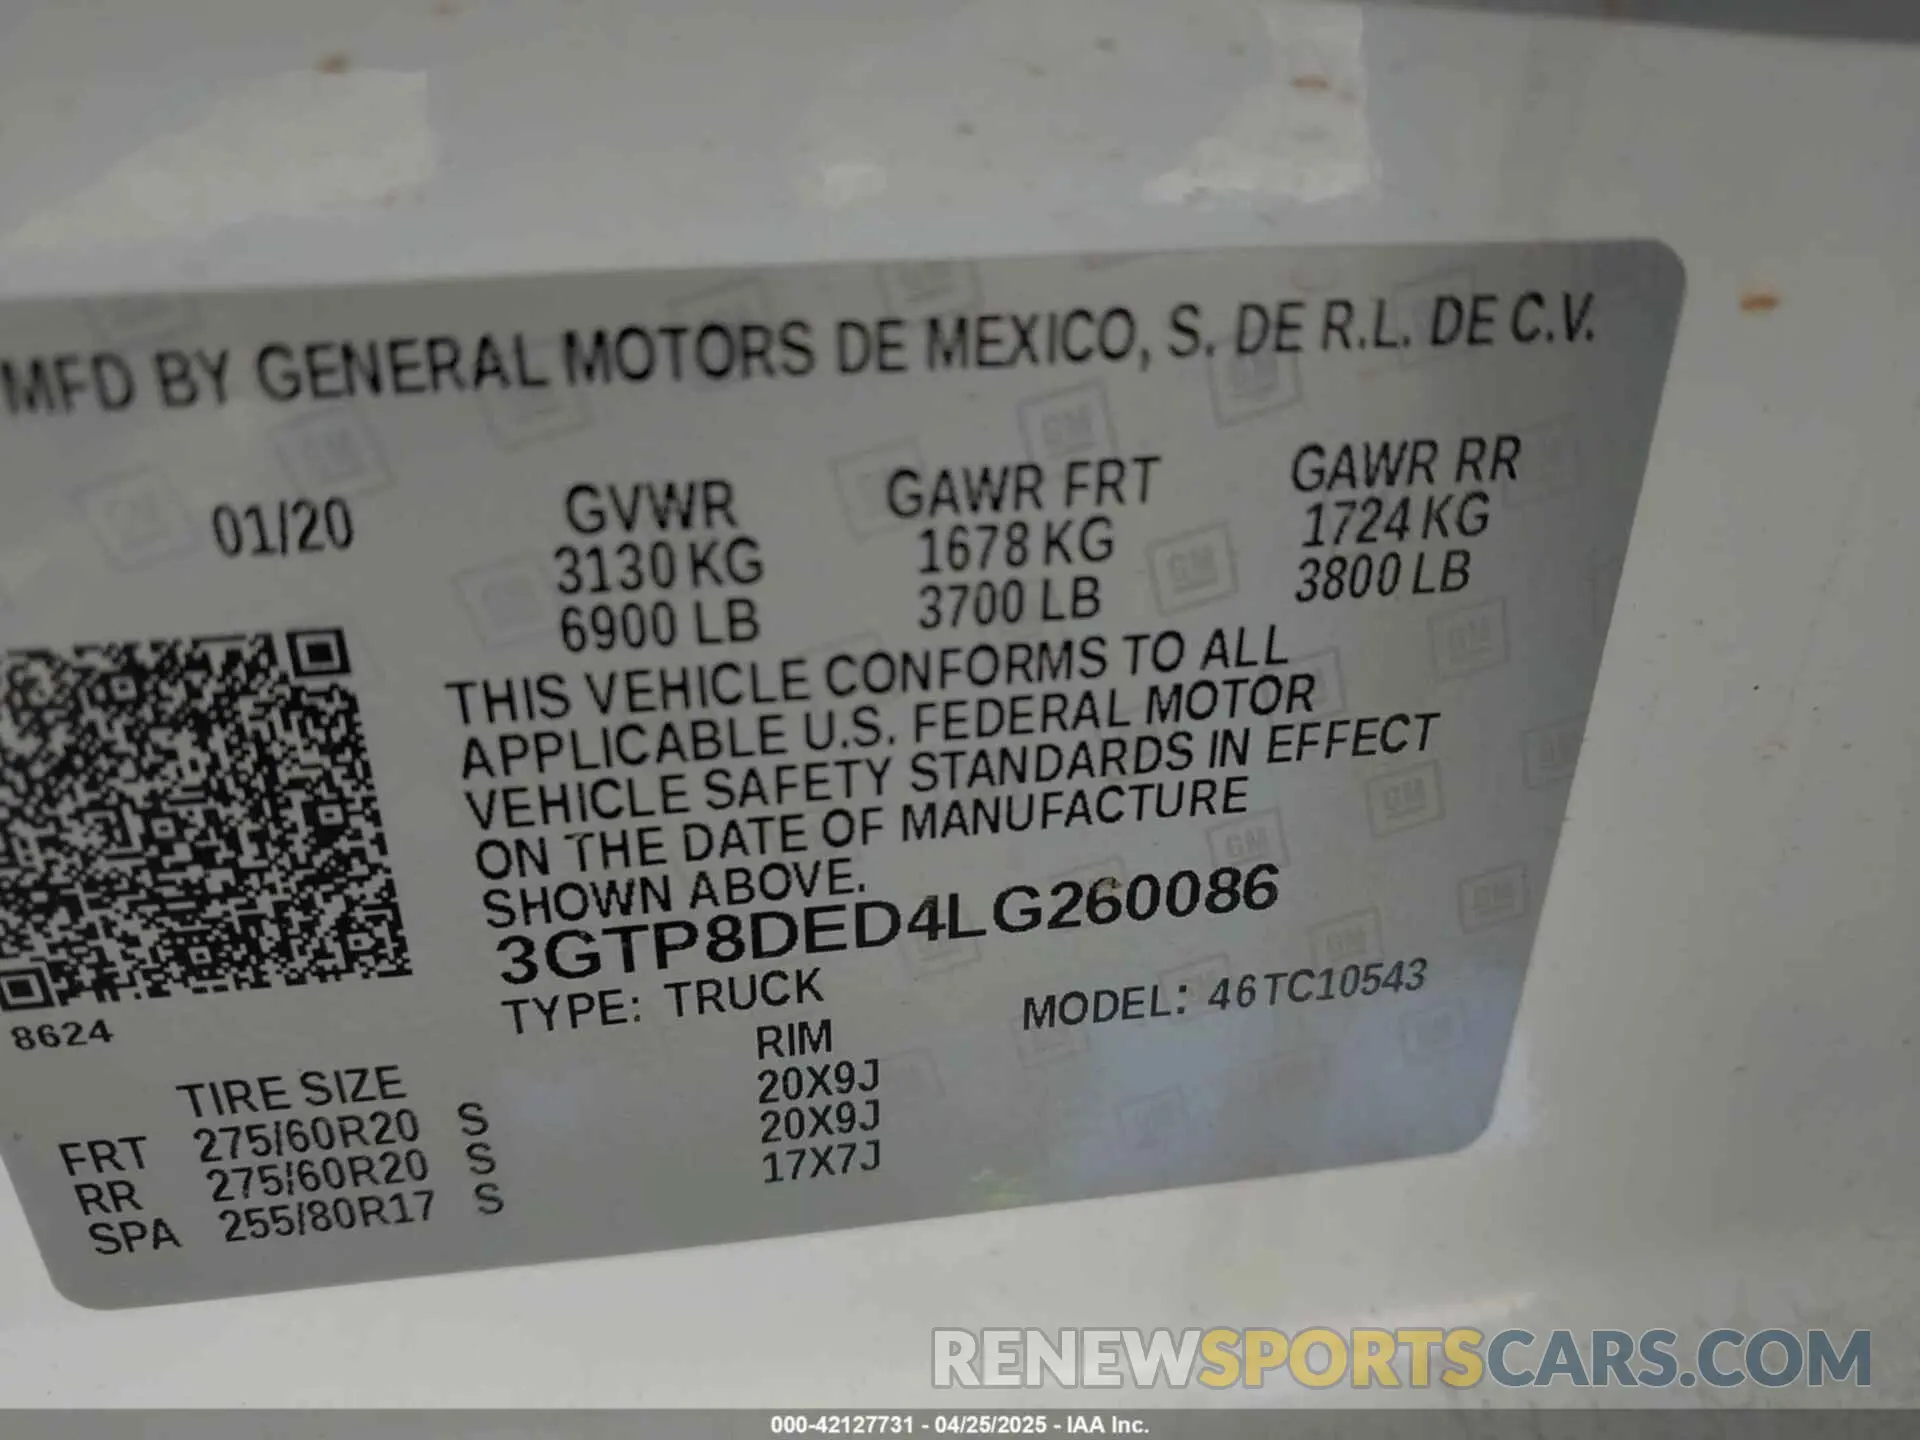 MFD BY GENERAL MOTORS DE MEXICO, S. DE R.L. DE C.V.
01/20
GVWR
3130 KG
6900 LB
GAWR FRT
1678 KG
3700 LB
GAWR RR
1724 KG
3800 LB
THIS VEHICLE CONFORMS TO ALL
APPLICABLE U.S. FEDERAL MOTOR
VEHICLE SAFETY STANDARDS IN EFFECT
ON THE DATE OF MANUFACTURE
SHOWN ABOVE.
3GTP8DED4LG260086
TYPE: TRUCK
MODEL: 46TC10543
8624
TIRE SIZE RIM
FRT 275/60R20 S 20X9J
RR 275/60R20 S 20X9J
SPA 255/80R17 S 17X7J
RENEWSPORTSCARS.COM
000-42127731 - 04/25/2025 - IAA Inc.